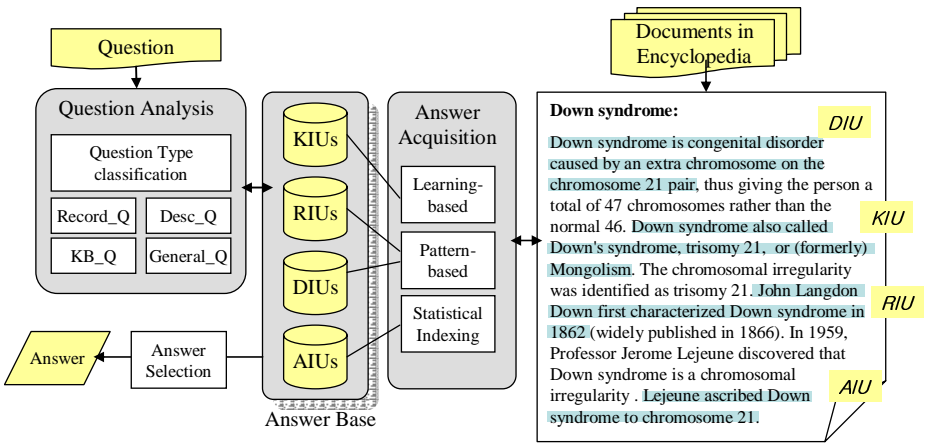 Question
Question Analysis
Question Type
classification
Record_Q
Desc_Q
KB_Q
General_Q
Answer
Answer
Selection
KIUs
RIUs
DIUs
AIUs
Answer Base
Answer
Acquisition
Learning-
based
Pattern-
based
Statistical
Indexing
Documents in
Encyclopedia
Down syndrome:
DIU
Down syndrome is congenital disorder
caused by an extra chromosome on the
chromosome 21 pair, thus giving the person a
total of 47 chromosomes rather than the
KIU
normal 46. Down syndrome also called
Down's syndrome, trisomy 21, or (formerly)
Mongolism. The chromosomal irregularity
was identified as trisomy 21. John Langdon
RIU
Down first characterized Down syndrome in
1862 (widely published in 1866). In 1959,
Professor Jerome Lejeune discovered that
Down syndrome is a chromosomal
AIU
irregularity . Lejeune ascribed Down
syndrome to chromosome 21.